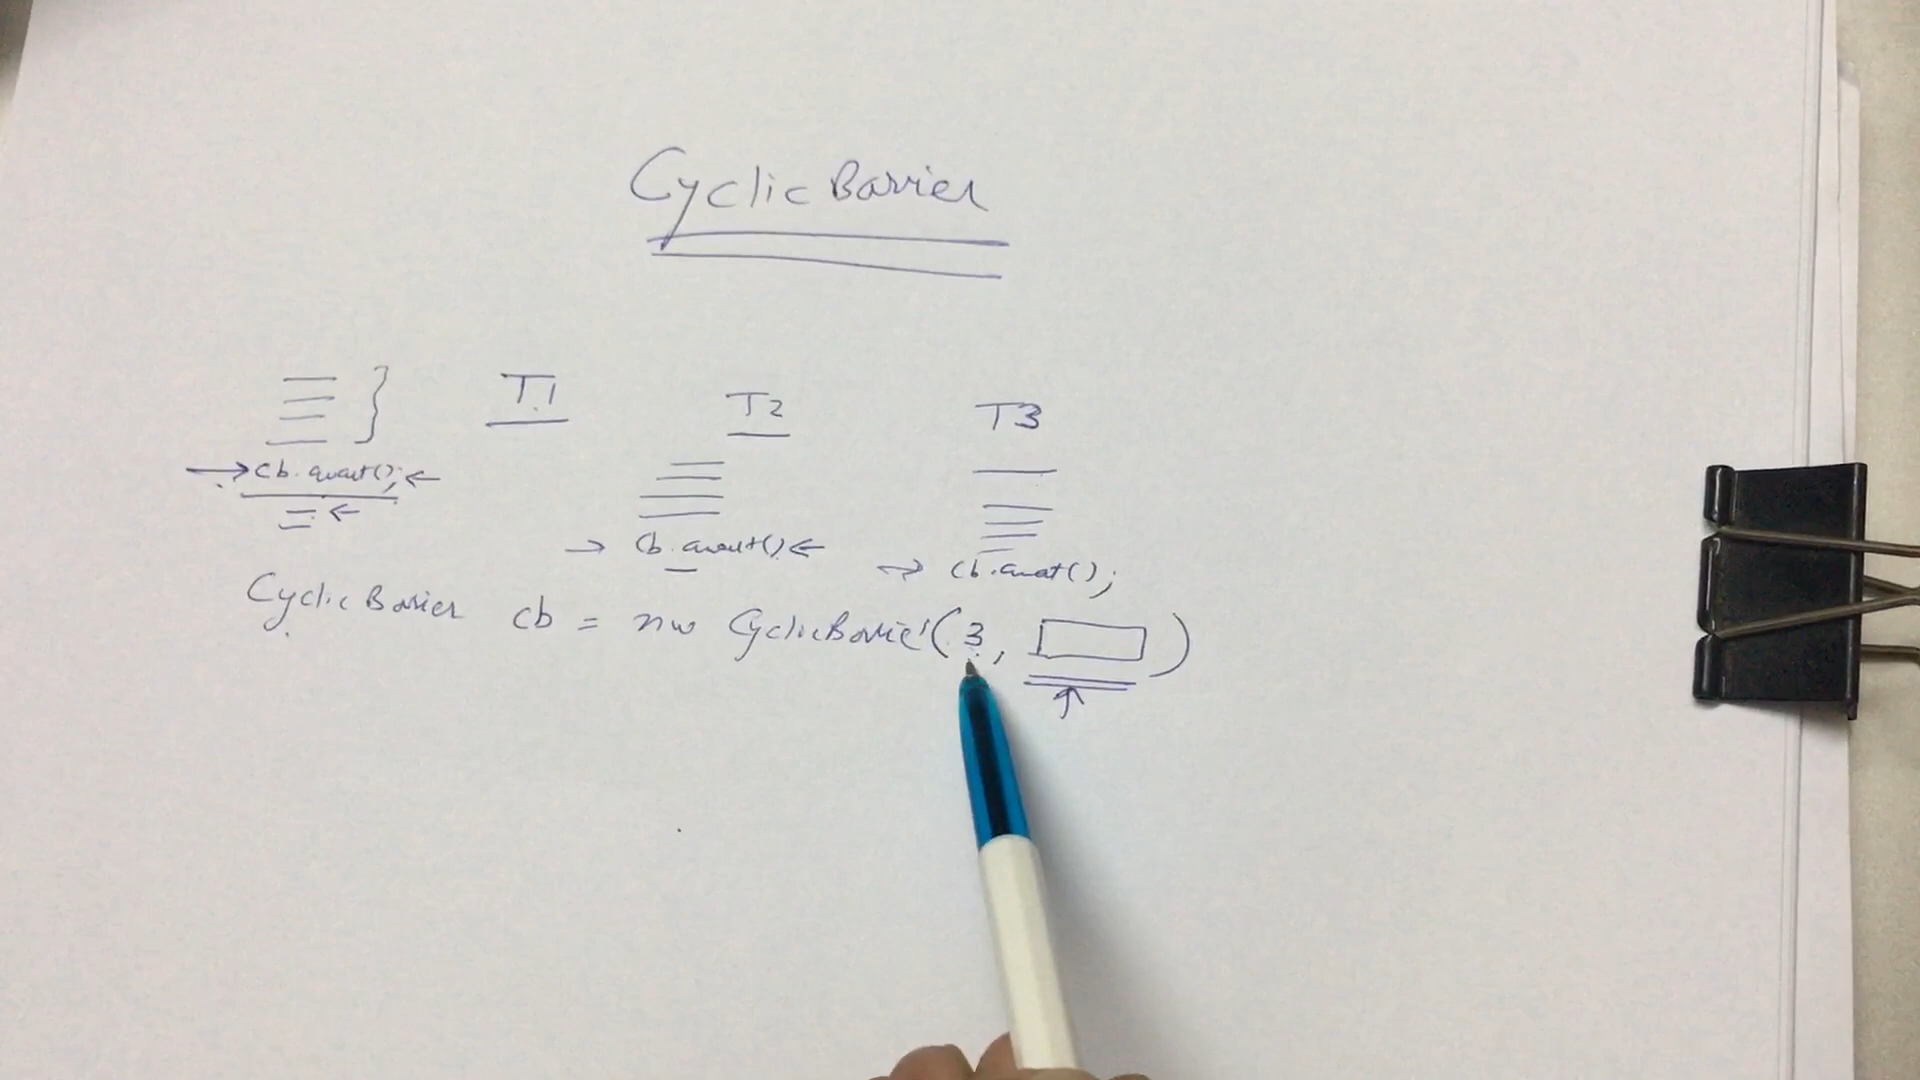 CyclicBarrier
T1 T2 T3
cb.await();
cb.await()
cb.await();
CyclicBarrier cb = new CyclicBarrier(3, )